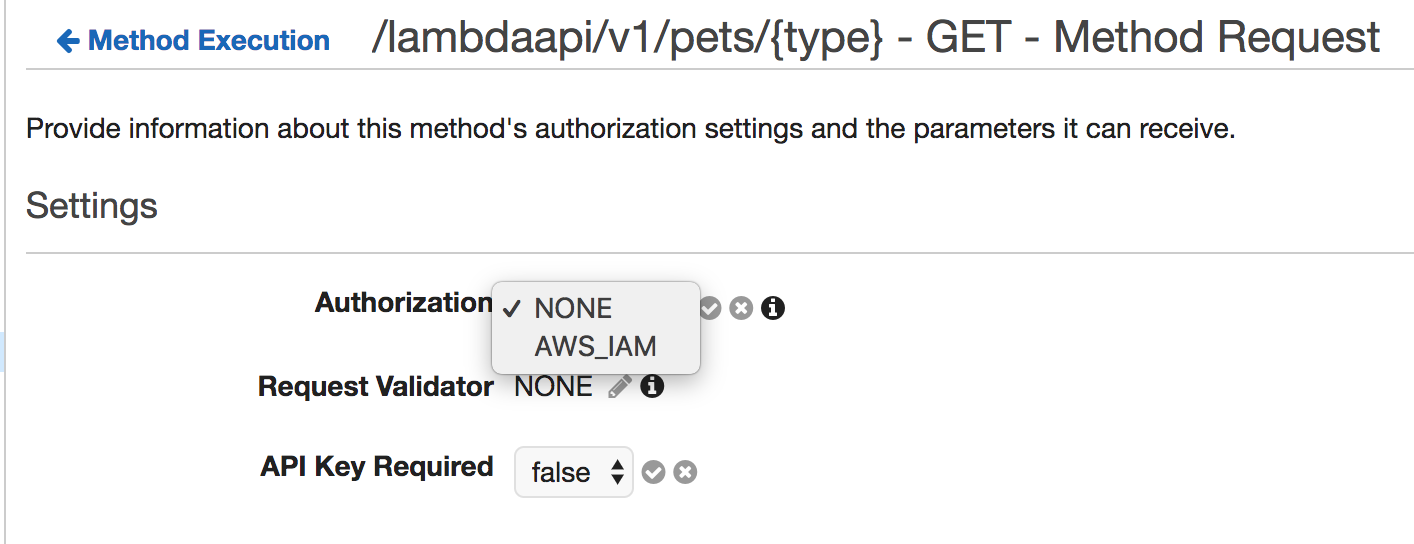 Method Execution /lambdaapi/v1/pets/{type} - GET - Method Request
Provide information about this method's authorization settings and the parameters it can receive.
Settings
Authorization NONE
AWS_IAM
Request Validator NONE
API Key Required false